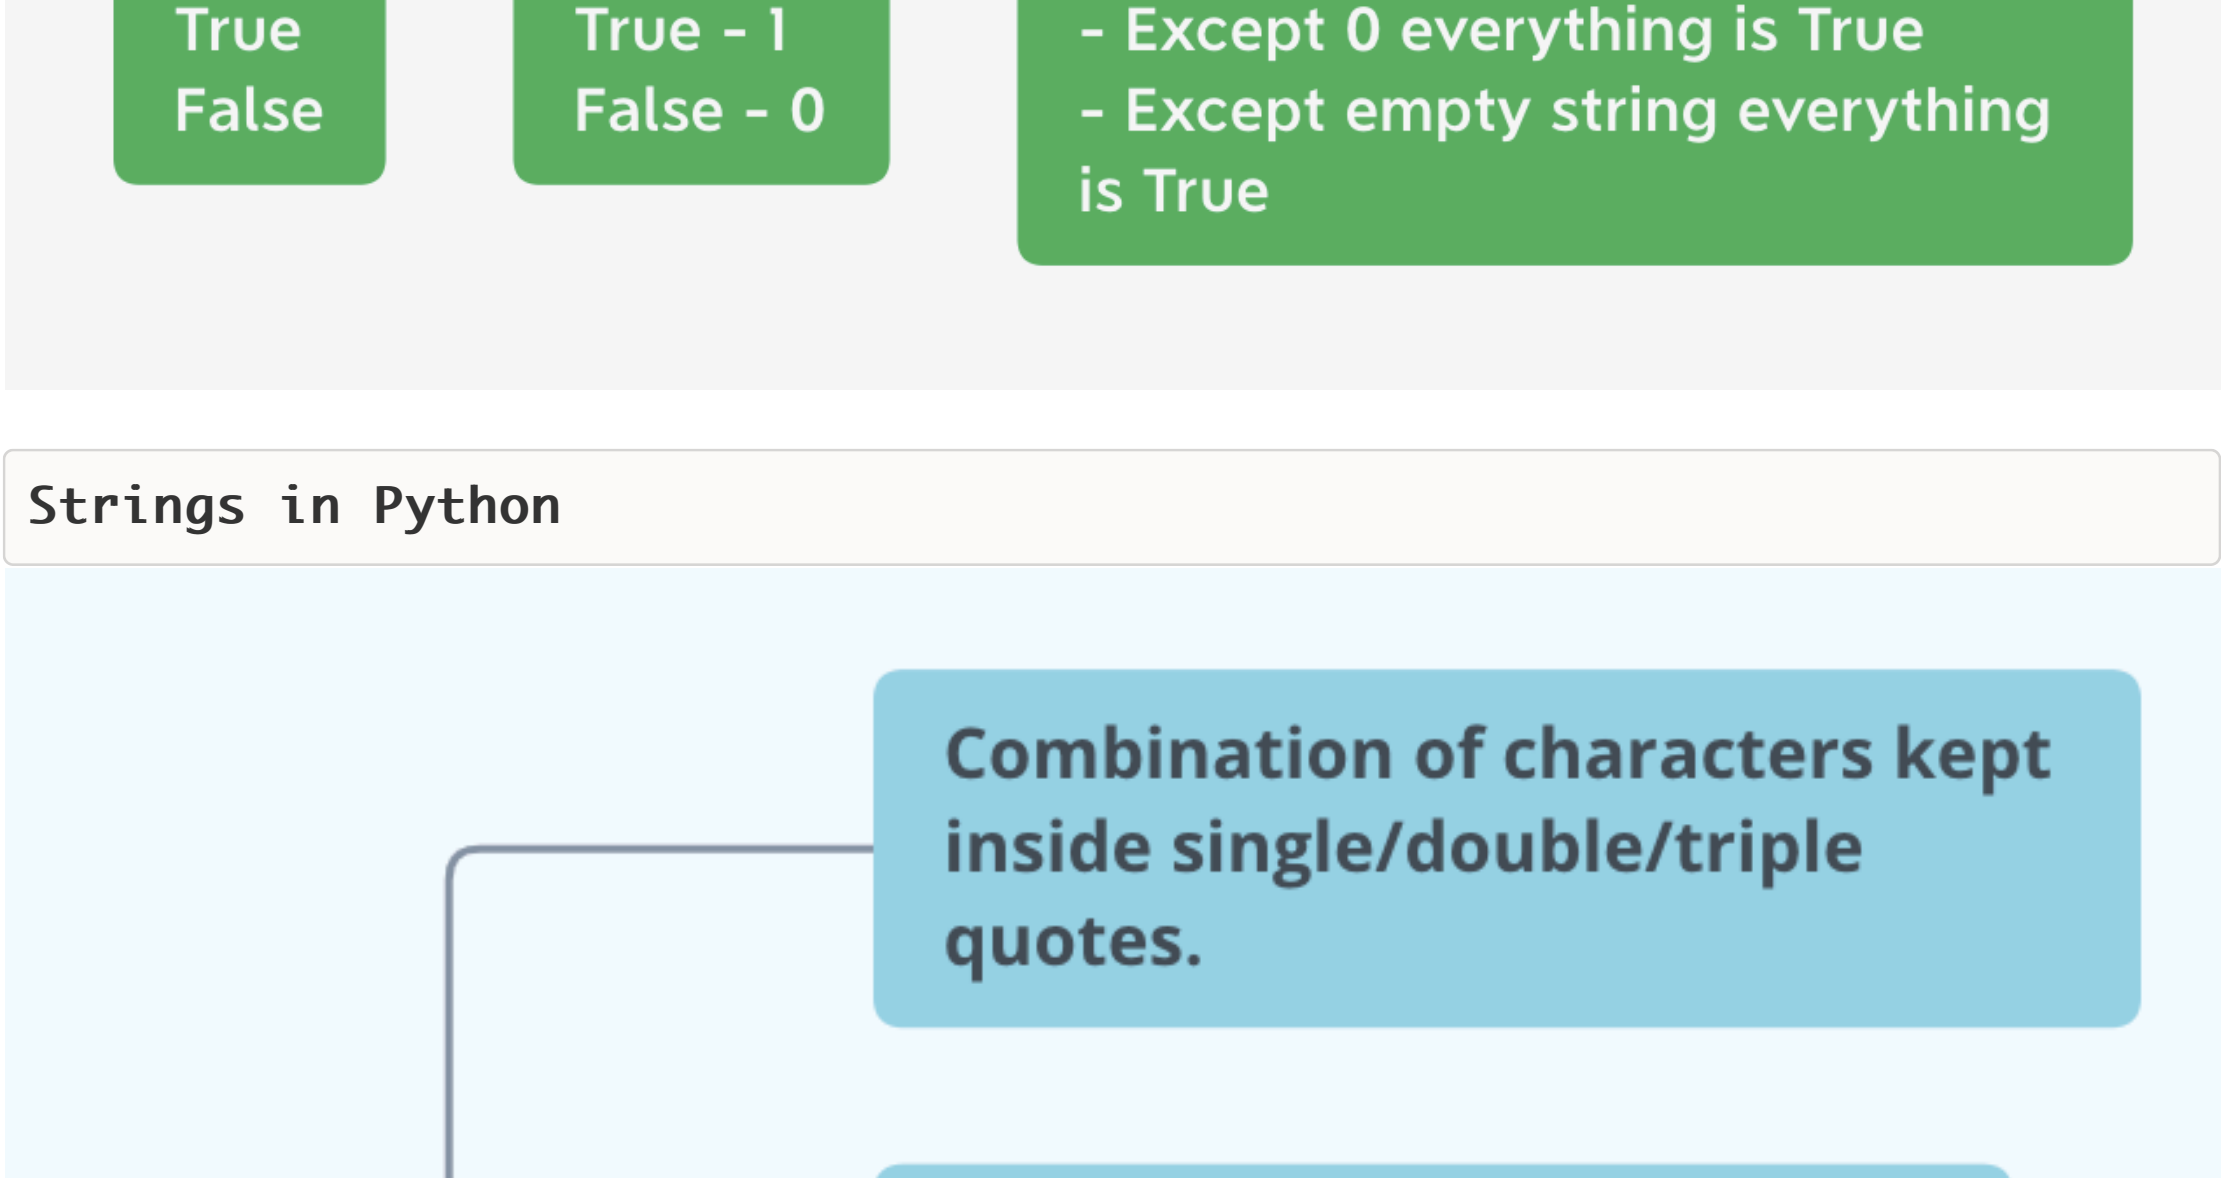 True
False
True - 1
False - 0
- Except 0 everything is True
- Except empty string everything
is True
Strings in Python
Combination of characters kept
inside single/double/triple
quotes.